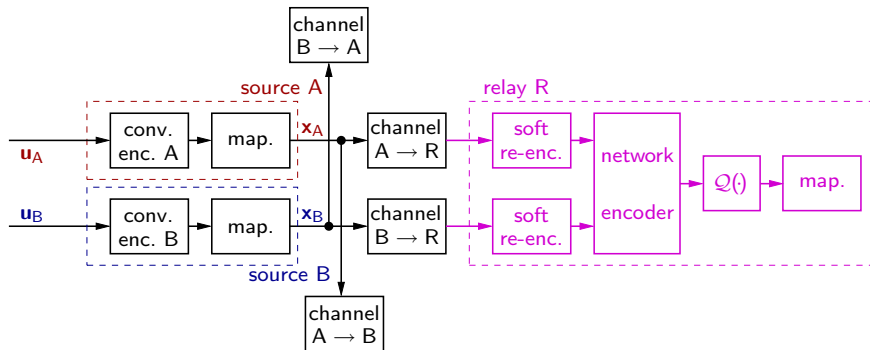 channel
B → A
source A
relay R
u_A
conv.
enc. A
map.
x_A
channel
A → R
soft
re-enc.
network
encoder
Q(·)
map.
u_B
conv.
enc. B
map.
x_B
channel
B → R
soft
re-enc.
source B
channel
A → B